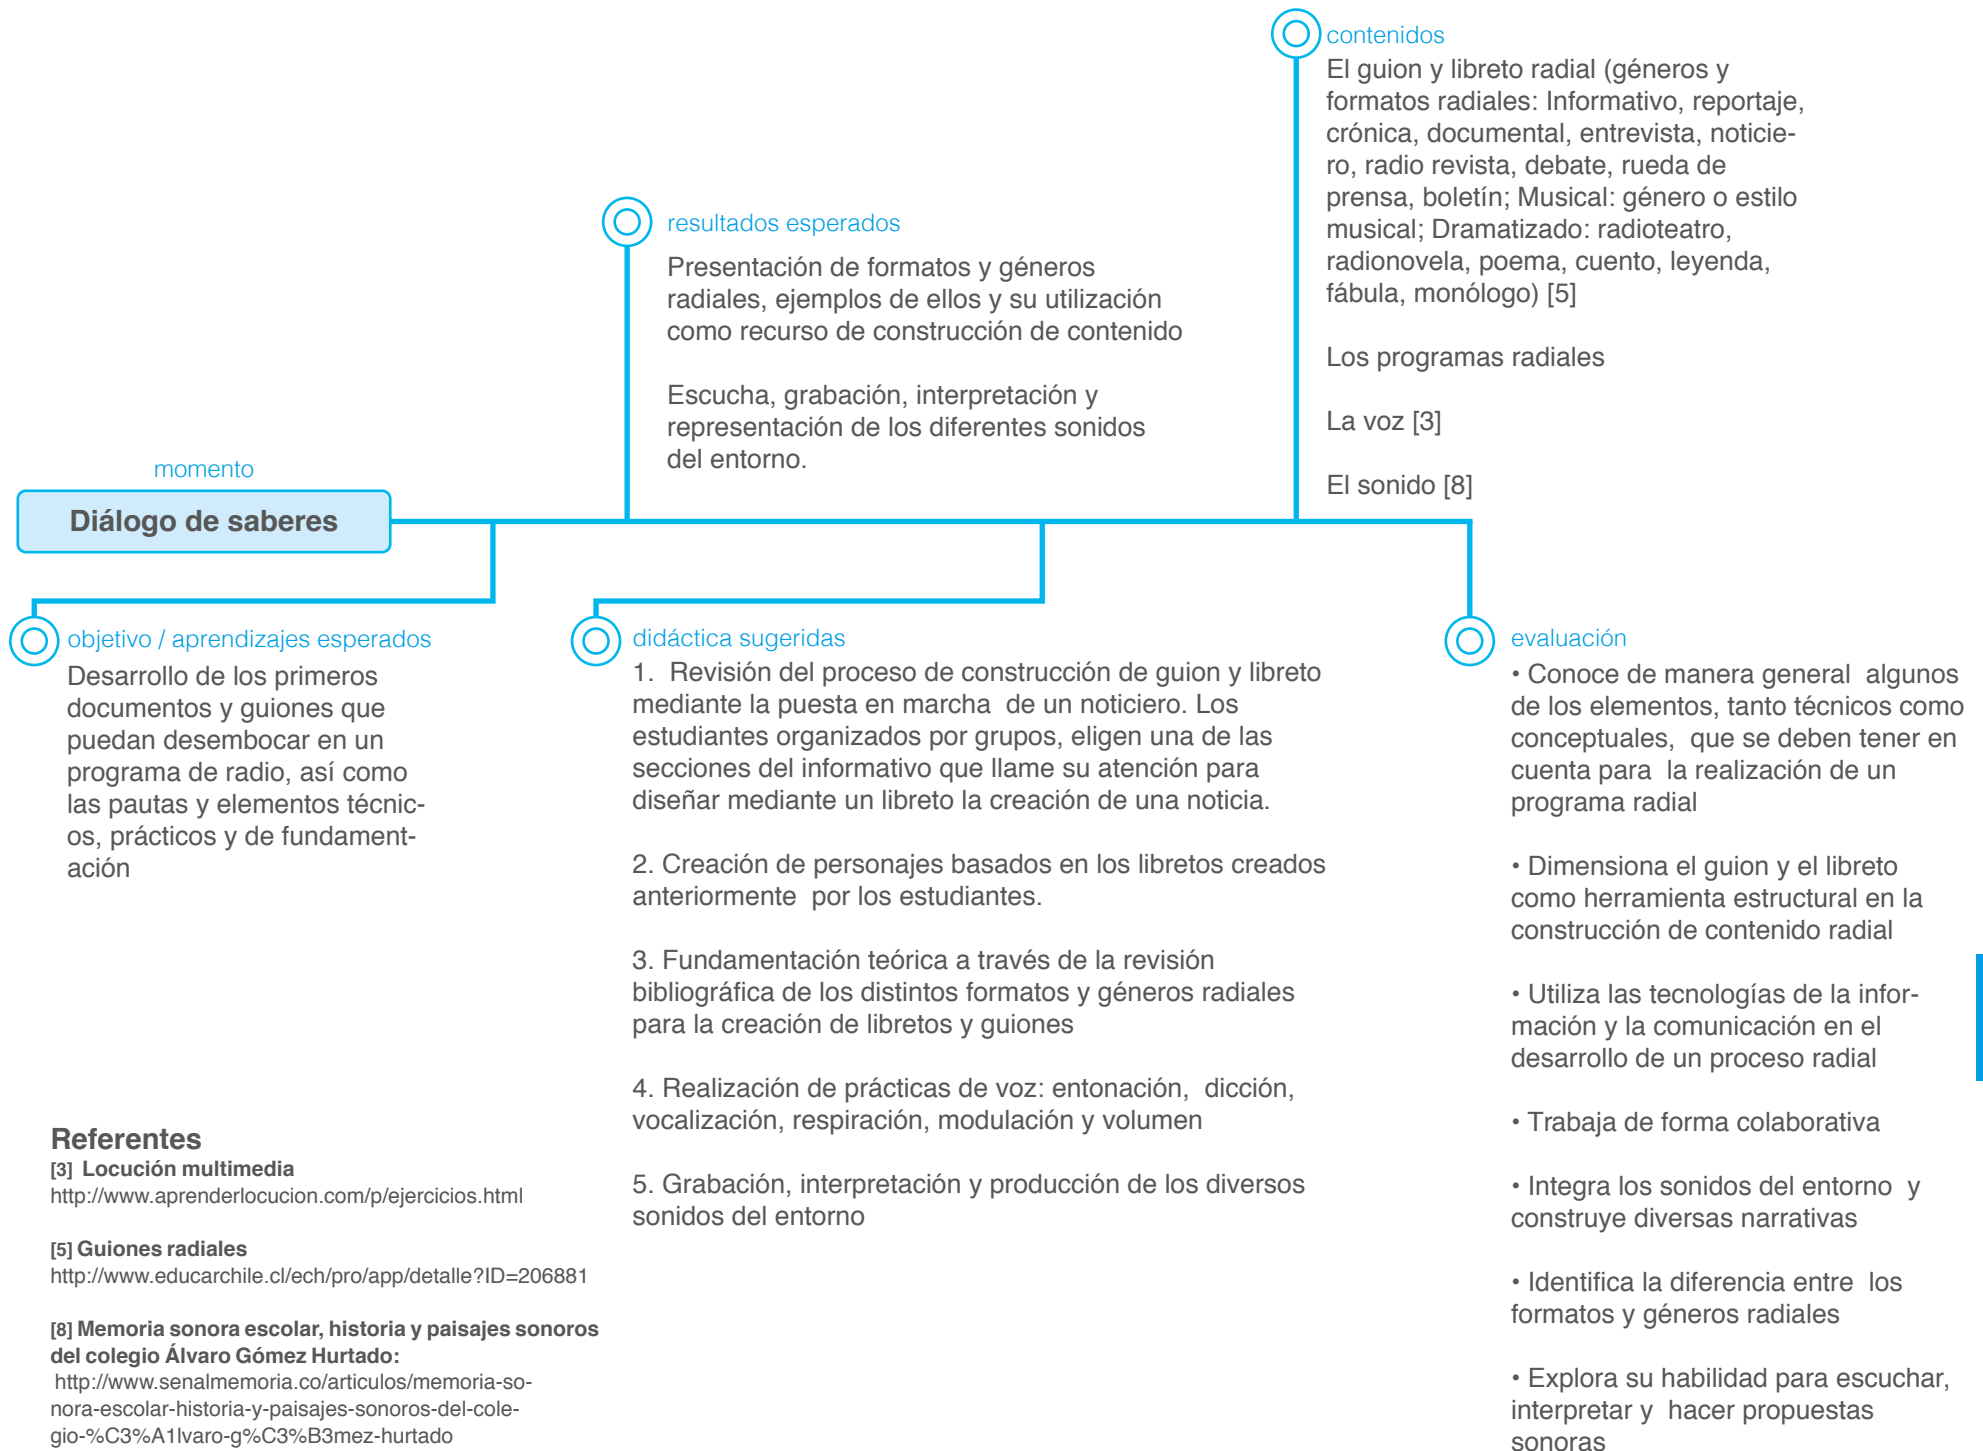 contenidos
El guion y libreto radial (géneros y
formatos radiales: Informativo, reportaje,
crónica, documental, entrevista, noticie-
ro, radio revista, debate, rueda de
prensa, boletín; Musical: género o estilo
musical; Dramatizado: radioteatro,
radionovela, poema, cuento, leyenda,
fábula, monólogo) [5]
Los programas radiales
La voz [3]
El sonido [8]
resultados esperados
Presentación de formatos y géneros
radiales, ejemplos de ellos y su utilización
como recurso de construcción de contenido
Escucha, grabación, interpretación y
representación de los diferentes sonidos
del entorno.
momento
Diálogo de saberes
objetivo / aprendizajes esperados
Desarrollo de los primeros
documentos y guiones que
puedan desembocar en un
programa de radio, así como
las pautas y elementos técnic-
os, prácticos y de fundament-
ación
didáctica sugeridas
1.  Revisión del proceso de construcción de guion y libreto
mediante la puesta en marcha  de un noticiero. Los
estudiantes organizados por grupos, eligen una de las
secciones del informativo que llame su atención para
diseñar mediante un libreto la creación de una noticia.
2. Creación de personajes basados en los libretos creados
anteriormente  por los estudiantes.
3. Fundamentación teórica a través de la revisión
bibliográfica de los distintos formatos y géneros radiales
para la creación de libretos y guiones
4. Realización de prácticas de voz: entonación,  dicción,
vocalización, respiración, modulación y volumen
5. Grabación, interpretación y producción de los diversos
sonidos del entorno
evaluación
• Conoce de manera general  algunos
de los elementos, tanto técnicos como
conceptuales,  que se deben tener en
cuenta para  la realización de un
programa radial
• Dimensiona el guion y el libreto
como herramienta estructural en la
construcción de contenido radial
• Utiliza las tecnologías de la infor-
mación y la comunicación en el
desarrollo de un proceso radial
• Trabaja de forma colaborativa
• Integra los sonidos del entorno  y
construye diversas narrativas
• Identifica la diferencia entre  los
formatos y géneros radiales
• Explora su habilidad para escuchar,
interpretar y  hacer propuestas
sonoras
Referentes
[3]  Locución multimedia
http://www.aprenderlocucion.com/p/ejercicios.html
[5] Guiones radiales
http://www.educarchile.cl/ech/pro/app/detalle?ID=206881
[8] Memoria sonora escolar, historia y paisajes sonoros
del colegio Álvaro Gómez Hurtado:
http://www.senalmemoria.co/articulos/memoria-so-
nora-escolar-historia-y-paisajes-sonoros-del-cole-
gio-%C3%A1lvaro-g%C3%B3mez-hurtado